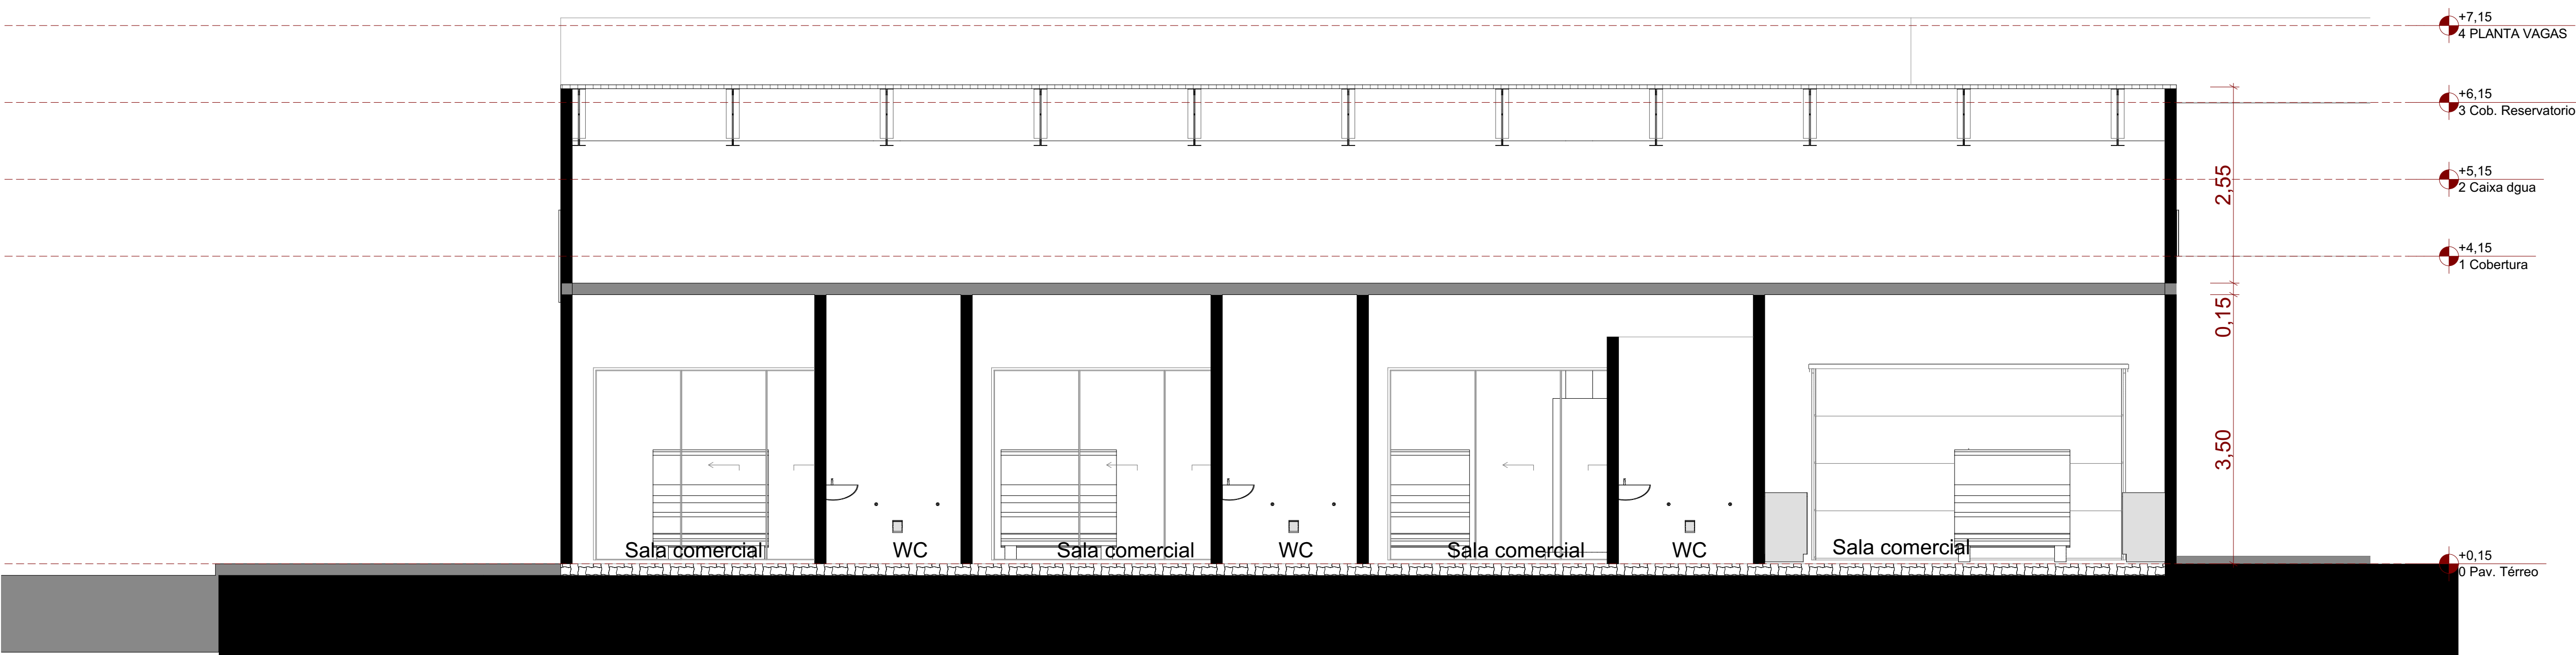 +7,15
4 PLANTA VAGAS
+6,15
3 Cob. Reservatorio
+5,15
2 Caixa dgua
2,55
+4,15
1 Cobertura
0,15
3,50
Sala comercial
WC
Sala comercial
WC
Sala comercial
WC
Sala comercial
+0,15
0 Pav. Térreo